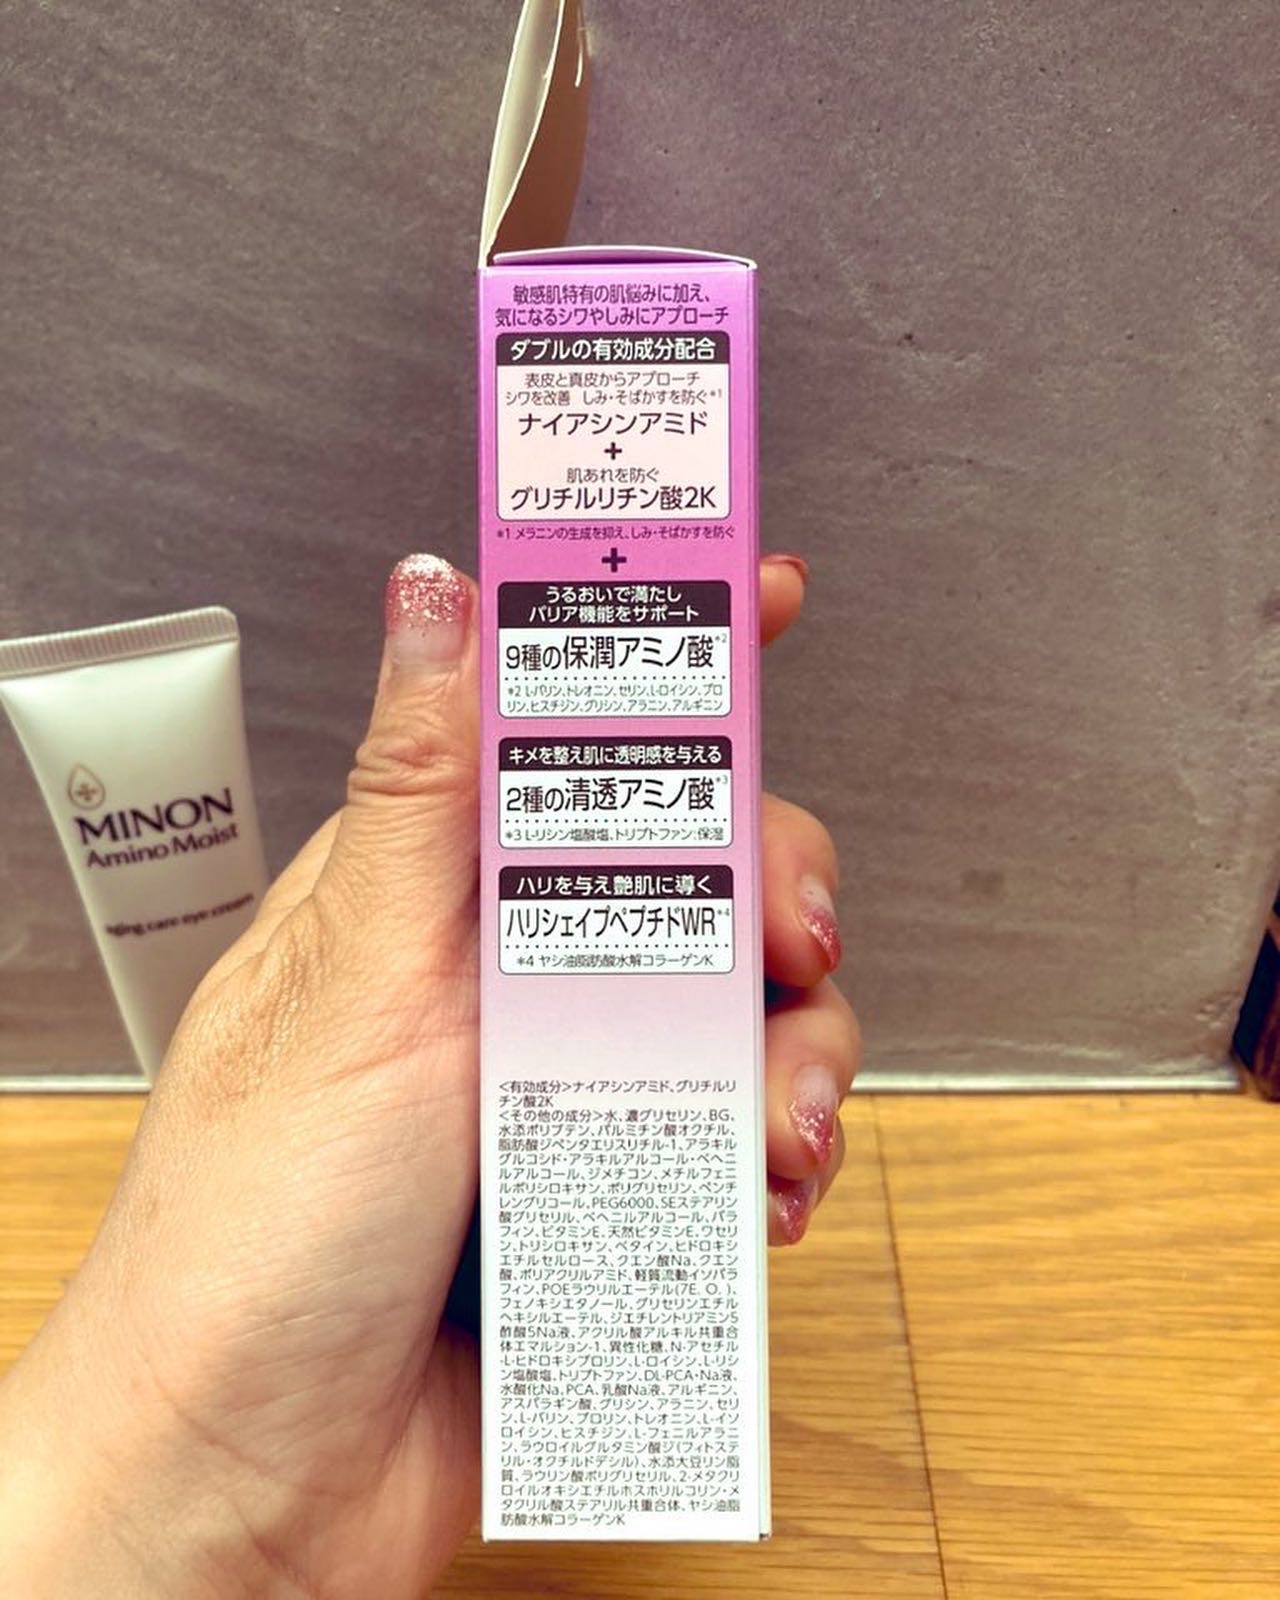 敏感肌特有の肌悩みに加え、
気になるシワやしみにアプローチ
ダブルの有効成分配合
表皮と真皮からアプローチ
シワを改善 しみ・そばかすを防ぐ*1
ナイアシンアミド
+
肌あれを防ぐ
グリチルリチン酸2K
*1 メラニンの生成を抑え、しみ・そばかすを防ぐ
+
うるおいで満たし
バリア機能をサポート
9種の保潤アミノ酸*2
*2 L-バリン、トレオニン、セリン、L-ロイシン、プロ
リン、ヒスチジン、グリシン、アラニン、アルギニン
キメを整え肌に透明感を与える
2種の清透アミノ酸*3
*3 L-リシン塩酸塩、トリプトファン:保湿
ハリを与え艶肌に導く
ハリシェイプペプチドWR*4
*4 ヤシ油脂肪酸水解コラーゲンK
<有効成分>ナイアシンアミド、グリチルリ
チン酸2K
<その他の成分>水、濃グリセリン、BG、
水添ポリブテン、パルミチン酸オクチル、
脂肪酸ジペンタエリスリチル-1、アラキル
グルコシド・アラキルアルコール・ベヘニ
ルアルコール、ジメチコン、メチルフェニ
ルポリシロキサン、ポリグリセリン、ペンチ
レングリコール、PEG6000、SEステアリン
酸グリセリル、ベヘニルアルコール、パラ
フィン、ビタミンE、天然ビタミンE、ワセリ
ン、トリシロキサン、ベタイン、ヒドロキシ
エチルセルロース、クエン酸Na、クエン
酸、ポリアクリルアミド、軽質流動イソパラ
フィン、POEラウリルエーテル(7E. O. )、
フェノキシエタノール、グリセリンエチル
ヘキシルエーテル、ジエチレントリアミン5
酢酸5Na液、アクリル酸アルキル共重合
体エマルション-1、異性化糖、N-アセチル
-L-ヒドロキシプロリン、L-ロイシン、L-リシ
ン塩酸塩、トリプトファン、DL-PCA・Na液、
水酸化Na、PCA、乳酸Na液、アルギニン、
アスパラギン酸、グリシン、アラニン、セリ
ン、L-バリン、プロリン、トレオニン、L-イソ
ロイシン、ヒスチジン、L-フェニルアラニ
ン、ラウロイルグルタミン酸ジ(フィトステ
リル・オクチルドデシル)、水添大豆リン脂
質、ラウリン酸ポリグリセリル、2-メタクリ
ロイルオキシエチルホスホリルコリン・メ
タクリル酸ステアリル共重合体、ヤシ油脂
肪酸水解コラーゲンK
MINON
Amino Moist
aging care eye cream